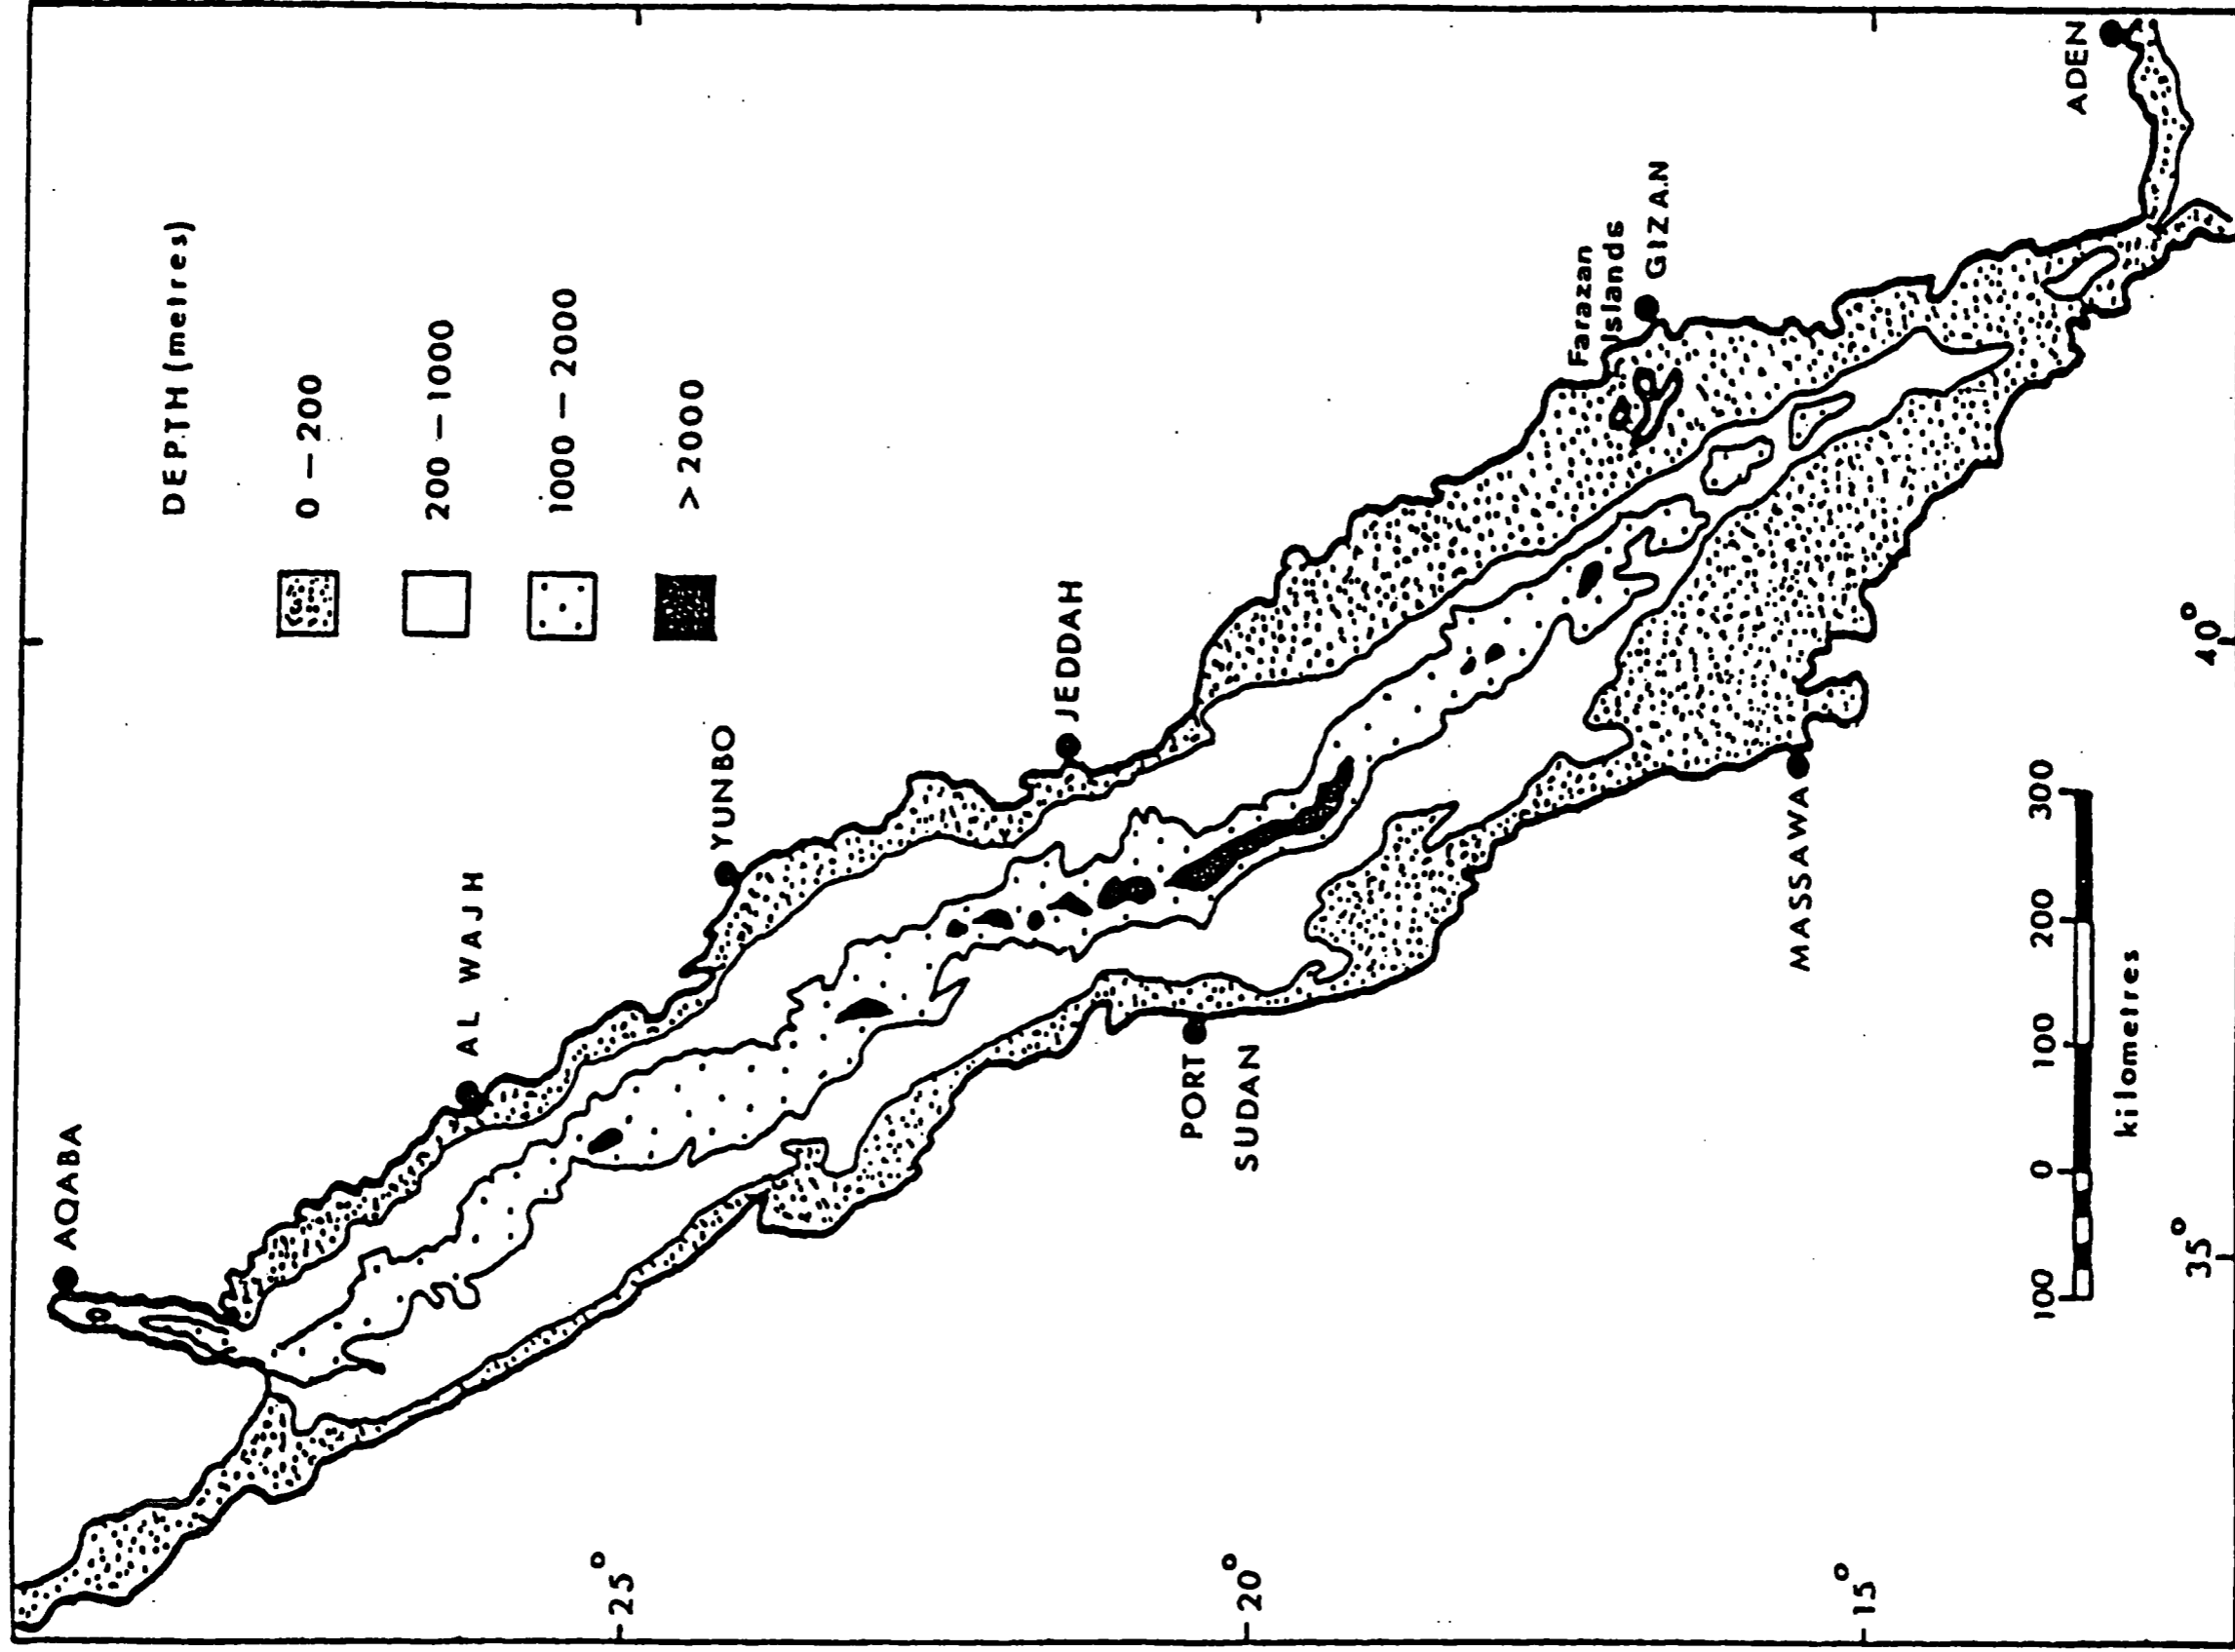 DEPTH (metres)
0 – 200
200 – 1000
1000 – 2000
> 2000
AQABA
AL WAJH
YUNBO
JEDDAH
Farazan
Islands
GIZAN
ADEN
PORT
SUDAN
MASSAWA
25°
20°
15°
35°
40°
100 0 100 200 300
kilometres